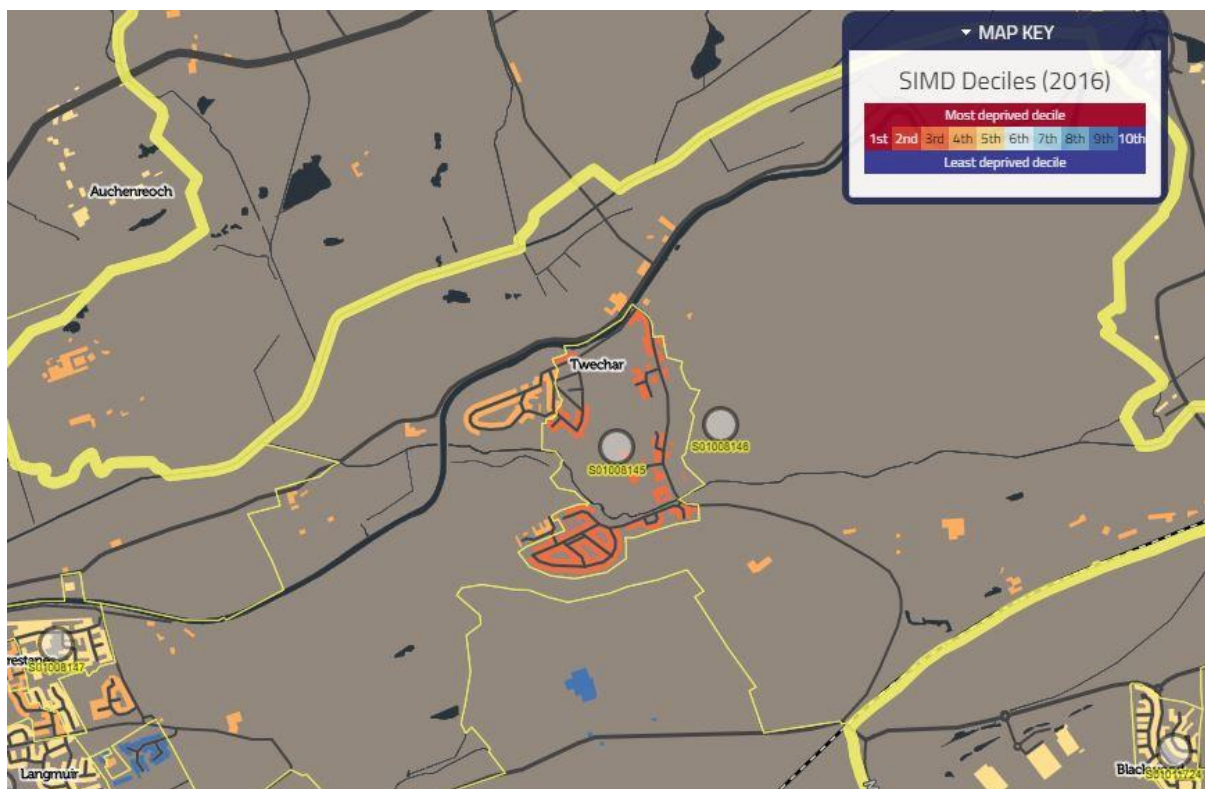 MAP KEY
SIMD Deciles (2016)
Most deprived decile
1st 2nd 3rd 4th 5th 6th 7th 8th 9th 10th
Least deprived decile
Auchenreoch
Twechar
S01008146
S01008145
S01008147
Langmuir